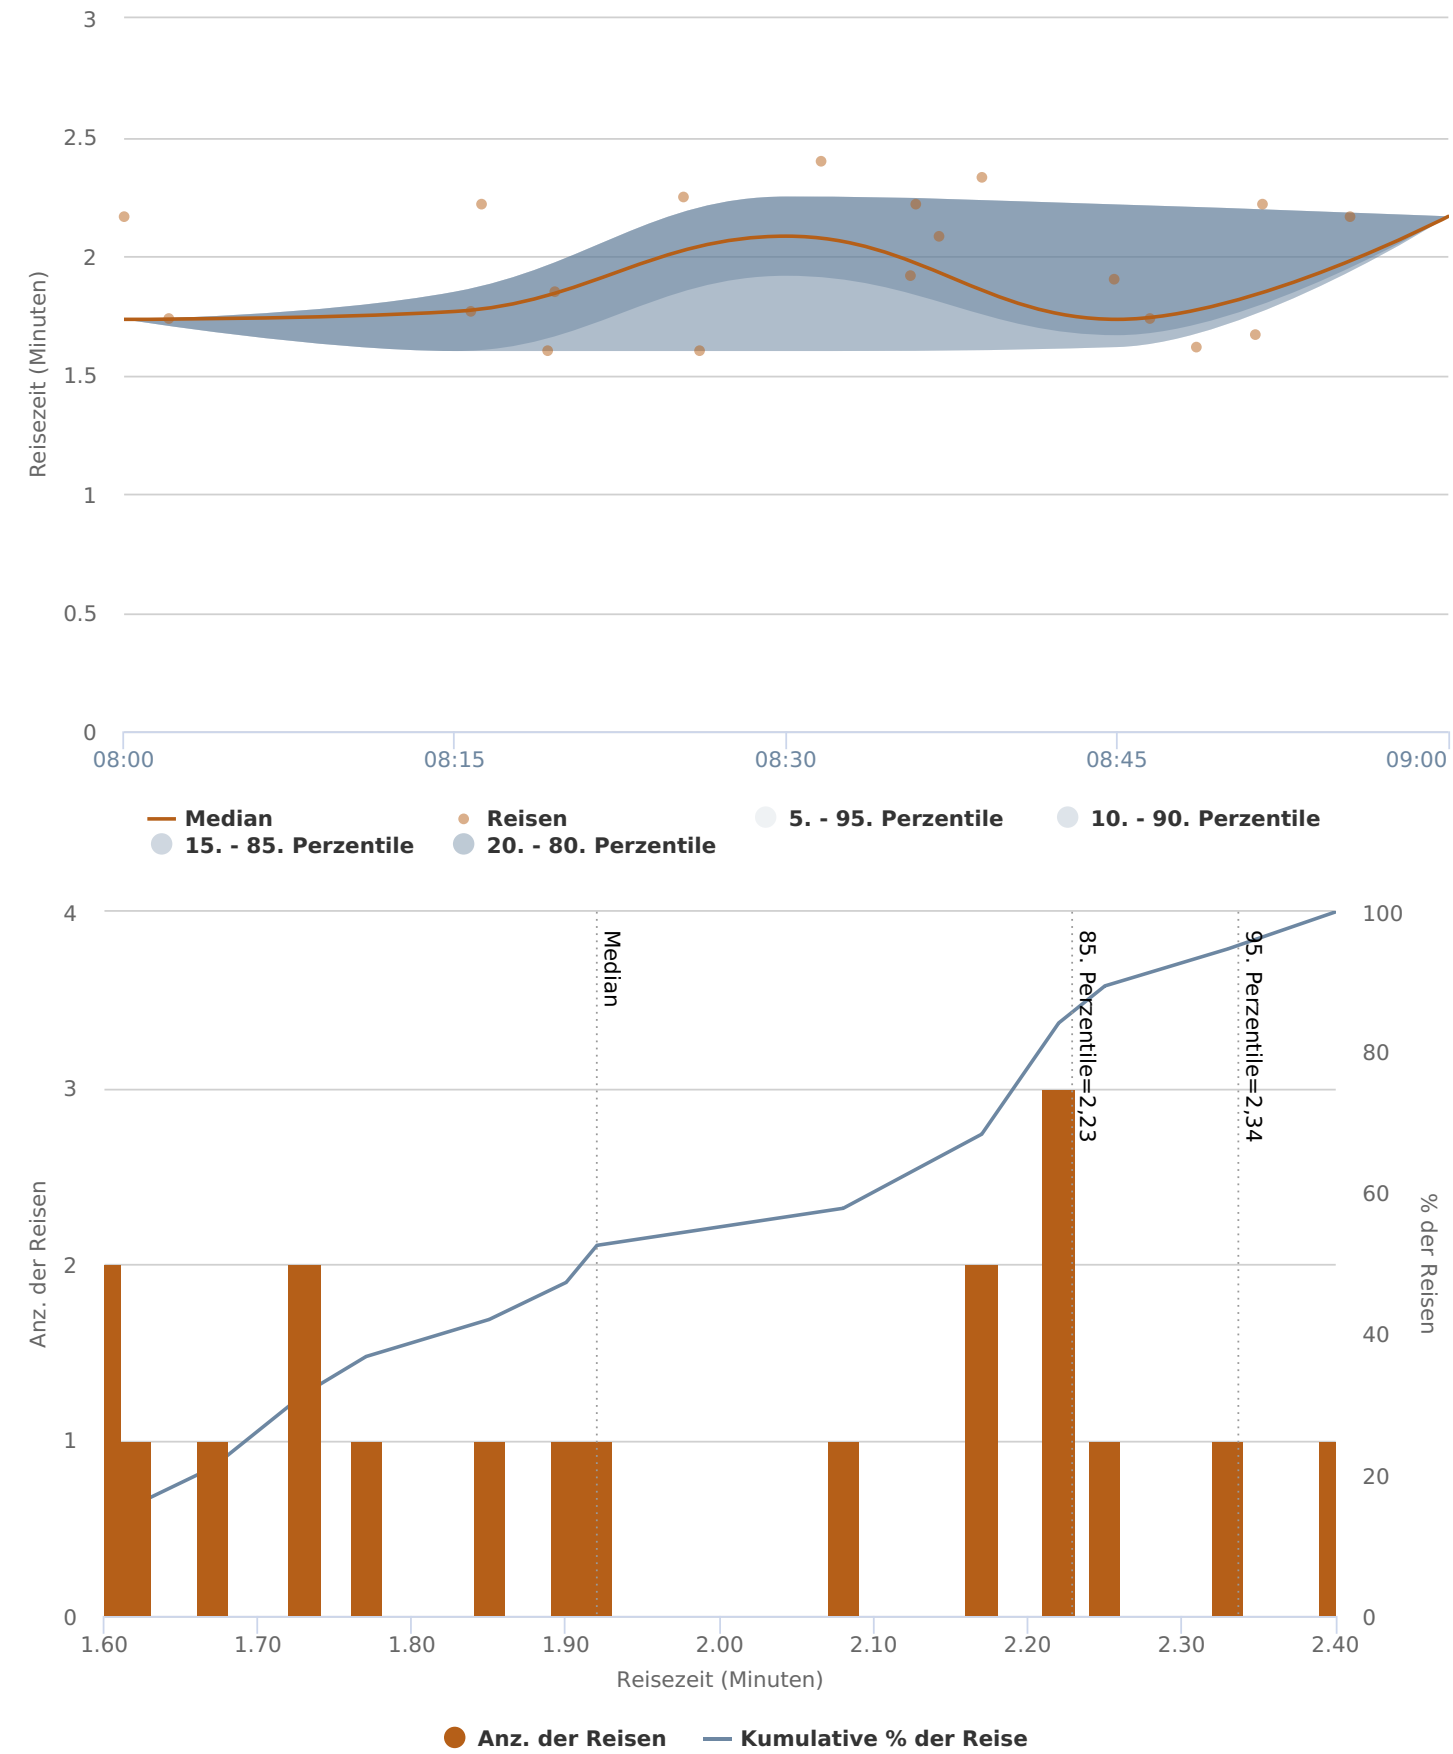 3
2.5
2
1.5
1
0.5
0
Reisezeit (Minuten)
08:00 08:15 08:30 08:45 09:00
Median Reisen 5. - 95. Perzentile 10. - 90. Perzentile
15. - 85. Perzentile 20. - 80. Perzentile
4
3
2
1
0
Anz. der Reisen
100
80
60
40
20
0
% der Reisen
Median
85. Perzentile=2,23
95. Perzentile=2,34
1.60 1.70 1.80 1.90 2.00 2.10 2.20 2.30 2.40
Reisezeit (Minuten)
Anz. der Reisen Kumulative % der Reise